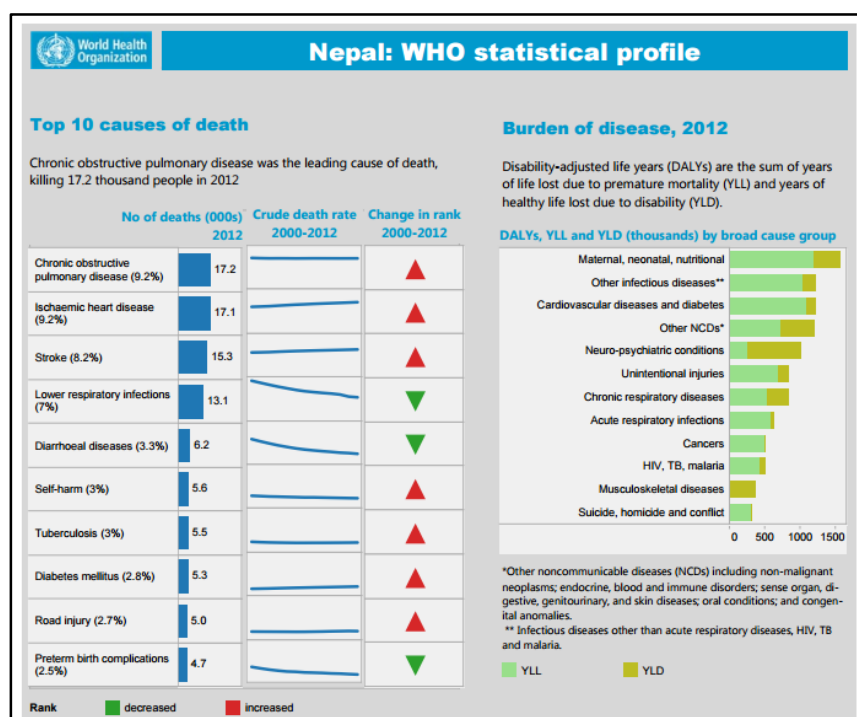 World Health
Organization
Nepal: WHO statistical profile
Top 10 causes of death
Chronic obstructive pulmonary disease was the leading cause of death,
killing 17.2 thousand people in 2012
No of deaths (000s)
2012
Crude death rate
2000-2012
Change in rank
2000-2012
Chronic obstructive
pulmonary disease (9.2%)
17.2
Ischaemic heart disease
(9.2%)
17.1
Stroke (8.2%)
15.3
Lower respiratory infections
(7%)
13.1
Diarrhoeal diseases (3.3%)
6.2
Self-harm (3%)
5.6
Tuberculosis (3%)
5.5
Diabetes mellitus (2.8%)
5.3
Road injury (2.7%)
5.0
Preterm birth complications
(2.5%)
4.7
Rank
decreased
increased
Burden of disease, 2012
Disability-adjusted life years (DALYs) are the sum of years
of life lost due to premature mortality (YLL) and years of
healthy life lost due to disability (YLD).
DALYs, YLL and YLD (thousands) by broad cause group
Maternal, neonatal, nutritional
Other infectious diseases**
Cardiovascular diseases and diabetes
Other NCDs*
Neuro-psychiatric conditions
Unintentional injuries
Chronic respiratory diseases
Acute respiratory infections
Cancers
HIV, TB, malaria
Musculoskeletal diseases
Suicide, homicide and conflict
0 500 1000 1500
*Other noncommunicable diseases (NCDs) including non-malignant
neoplasms; endocrine, blood and immune disorders; sense organ, di-
gestive, genitourinary, and skin diseases; oral conditions; and congen-
ital anomalies.
** Infectious diseases other than acute respiratory diseases, HIV, TB
and malaria.
YLL
YLD